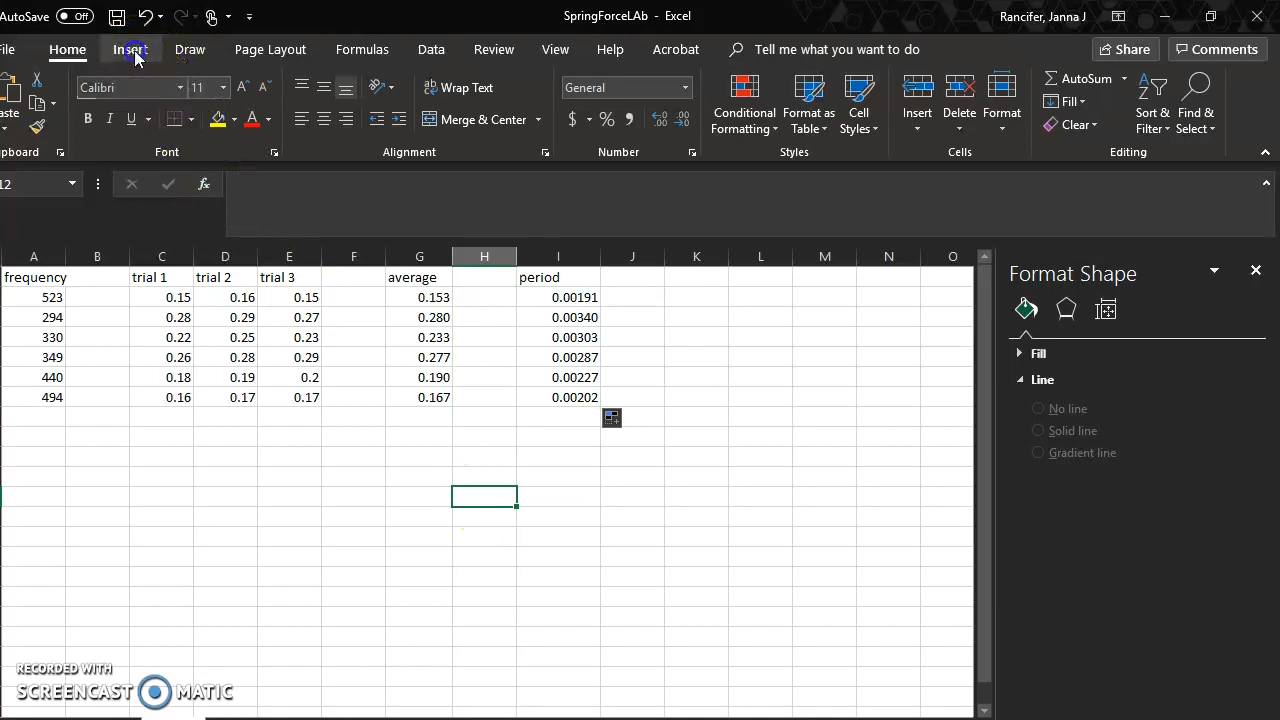 AutoSave Off SpringForceLAb - Excel Rancifer, Janna J
File Home Insert Draw Page Layout Formulas Data Review View Help Acrobat Tell me what you want to do Share Comments
Calibri 11 Wrap Text General Conditional Formatting Format as Table Cell Styles Insert Delete Format AutoSum Sort & Filter Find & Select
aste B I U Merge & Center $ % , Fill
Clear
lpboard Font Alignment Number Styles Cells Editing
12 fx
A B C D E F G H I J K L M N O
frequency trial 1 trial 2 trial 3 average period
523 0.15 0.16 0.15 0.153 0.00191
294 0.28 0.29 0.27 0.280 0.00340
330 0.22 0.25 0.23 0.233 0.00303
349 0.26 0.28 0.29 0.277 0.00287
440 0.18 0.19 0.2 0.190 0.00227
494 0.16 0.17 0.17 0.167 0.00202
Format Shape
Fill
Line
No line
Solid line
Gradient line
RECORDED WITH
SCREENCAST MATIC